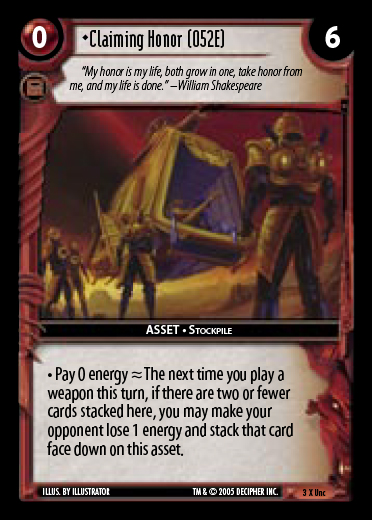 0
•Claiming Honor (052E)
6
"My honor is my life, both grow in one, take honor from
me, and my life is done." –William Shakespeare
ASSET • STOCKPILE
• Pay 0 energy ≈ The next time you play a
weapon this turn, if there are two or fewer
cards stacked here, you may make your
opponent lose 1 energy and stack that card
face down on this asset.
ILLUS. BY ILLUSTRATOR
TM & © 2005 DECIPHER INC.
3 X Unc